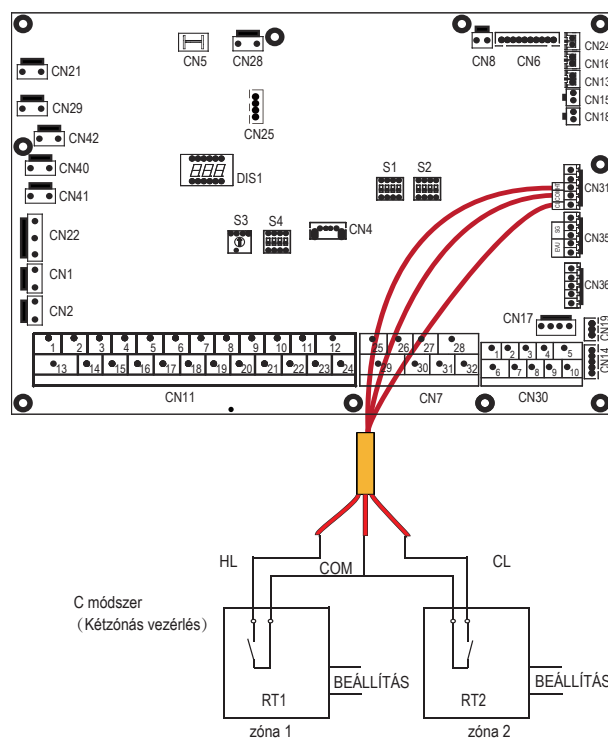 CN5
CN28
CN8
CN6
CN24
CN16
CN13
CN15
CN18
CN21
CN29
CN42
CN25
CN40
CN41
DIS1
S1
S2
CN31
CN22
S3
S4
CN4
SG
EVU
CN35
CN1
CN36
CN2
CN17
CN19
1 2 3 4 5 6 7 8 9 10 11 12
25 26 27 28
1 2 3 4 5
13 14 15 16 17 18 19 20 21 22 23 24
29 30 31 32
6 7 8 9 10
CN14
CN11
CN7
CN30
HL
COM
CL
C módszer
(Kétzónás vezérlés)
BEÁLLÍTÁS
BEÁLLÍTÁS
RT1
RT2
zóna 1
zóna 2